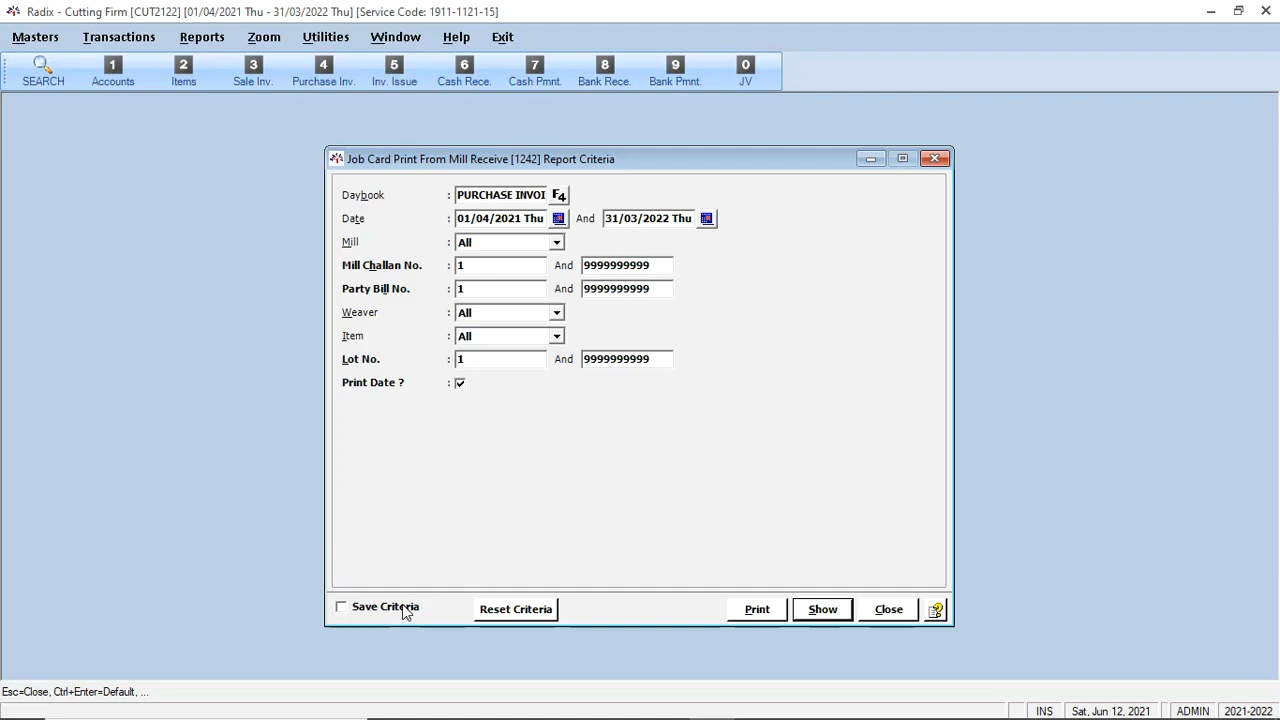 Radix - Cutting Firm [CUT2122] [01/04/2021 Thu - 31/03/2022 Thu] [Service Code: 1911-1121-15]
Masters Transactions Reports Zoom Utilities Window Help Exit
1 2 3 4 5 6 7 8 9 0
SEARCH Accounts Items Sale Inv. Purchase Inv. Inv. Issue Cash Rece. Cash Pmnt. Bank Rece. Bank Pmnt. JV
Job Card Print From Mill Receive [1242] Report Criteria
Daybook : PURCHASE INVOI F4
Date : 01/04/2021 Thu And 31/03/2022 Thu
Mill : All
Mill Challan No. : 1 And 9999999999
Party Bill No. : 1 And 9999999999
Weaver : All
Item : All
Lot No. : 1 And 9999999999
Print Date ? :
Save Criteria Reset Criteria Print Show Close
Esc=Close, Ctrl+Enter=Default, ...
INS Sat, Jun 12, 2021 ADMIN 2021-2022